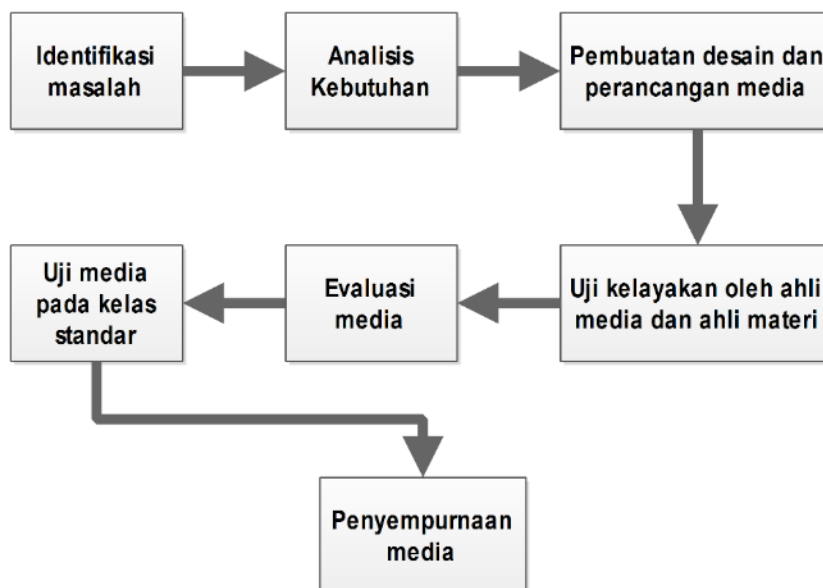 Identifikasi
masalah
Analisis
Kebutuhan
Pembuatan desain dan
perancangan media
Uji kelayakan oleh ahli
media dan ahli materi
Evaluasi
media
Uji media
pada kelas
standar
Penyempurnaan
media